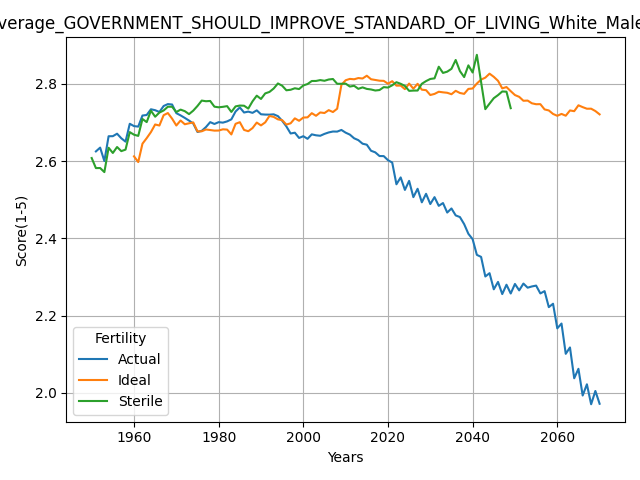 verage_GOVERNMENT_SHOULD_IMPROVE_STANDARD_OF_LIVING_White_Male
Score(1-5)
2.8
2.6
2.4
2.2
2.0
Fertility
Actual
Ideal
Sterile
1960 1980 2000 2020 2040 2060
Years